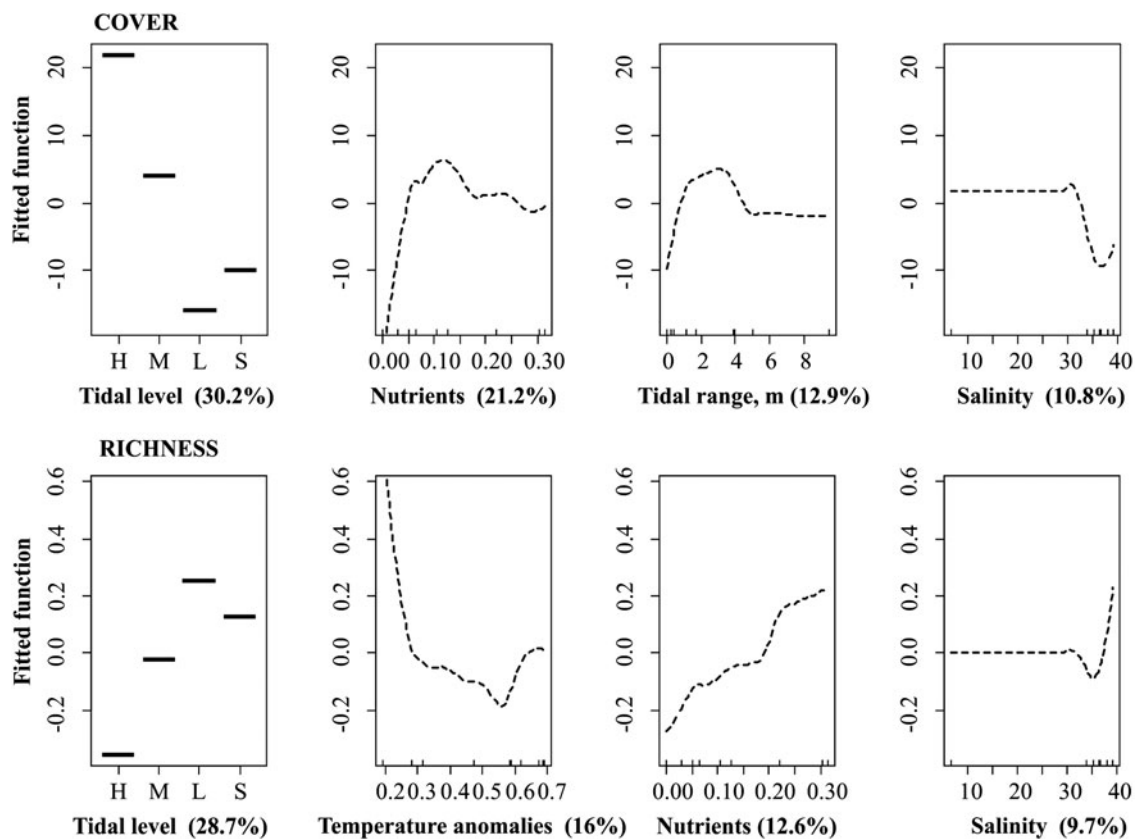 COVER
Fitted function
20
10
0
-10
H M L S
Tidal level (30.2%)
20
10
0
-10
0.00 0.10 0.20 0.30
Nutrients (21.2%)
20
10
0
-10
0 2 4 6 8
Tidal range, m (12.9%)
20
10
0
-10
10 20 30 40
Salinity (10.8%)
RICHNESS
Fitted function
0.6
0.4
0.2
0.0
-0.2
H M L S
Tidal level (28.7%)
0.6
0.4
0.2
0.0
-0.2
0.2 0.3 0.4 0.5 0.6 0.7
Temperature anomalies (16%)
0.6
0.4
0.2
0.0
-0.2
0.00 0.10 0.20 0.30
Nutrients (12.6%)
0.6
0.4
0.2
0.0
-0.2
10 20 30 40
Salinity (9.7%)